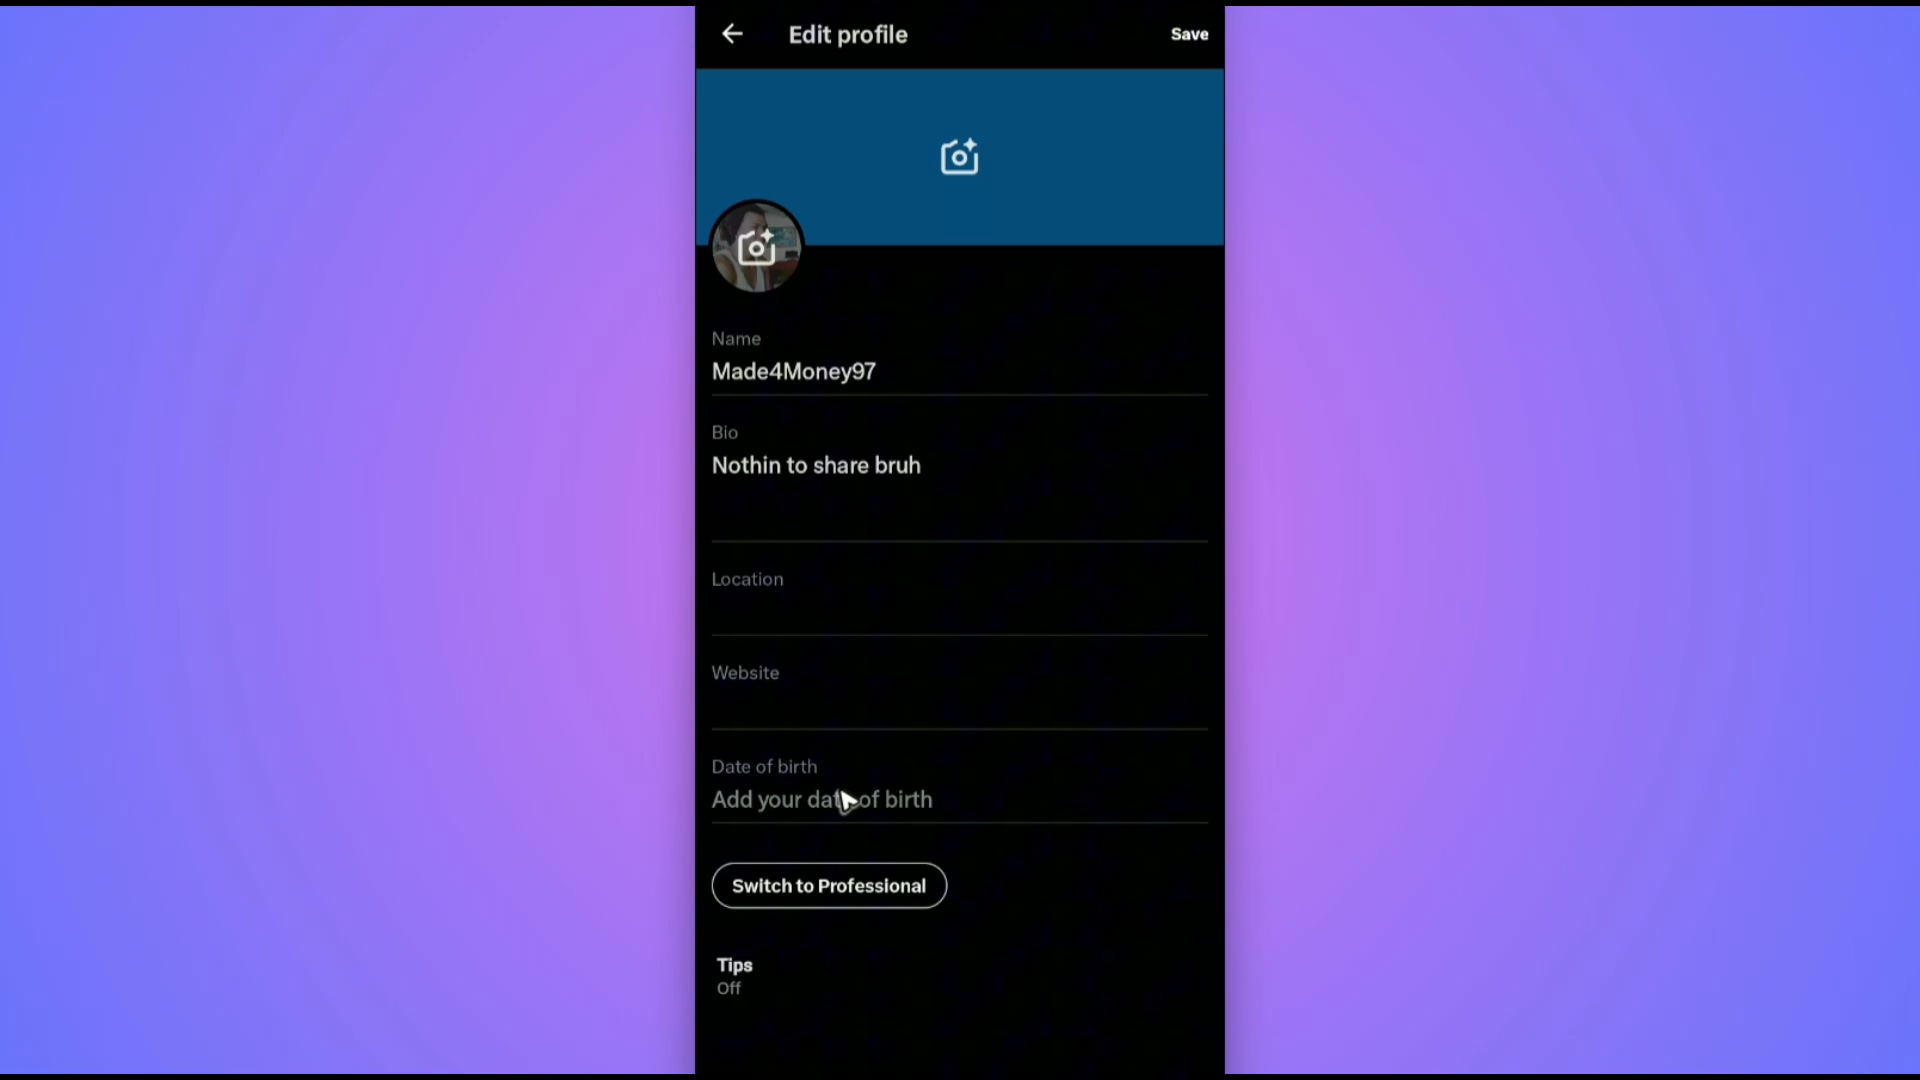 Edit profile
Save
Name
Made4Money97
Bio
Nothin to share bruh
Location
Website
Date of birth
Add your date of birth
Switch to Professional
Tips
Off